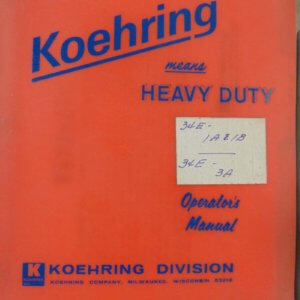 Koehring
means
HEAVY DUTY
34E -
1A & 1B
34E -
3A
Operator's
Manual
K
KOEHRING DIVISION
KOEHRING COMPANY, MILWAUKEE, WISCONSIN 53216